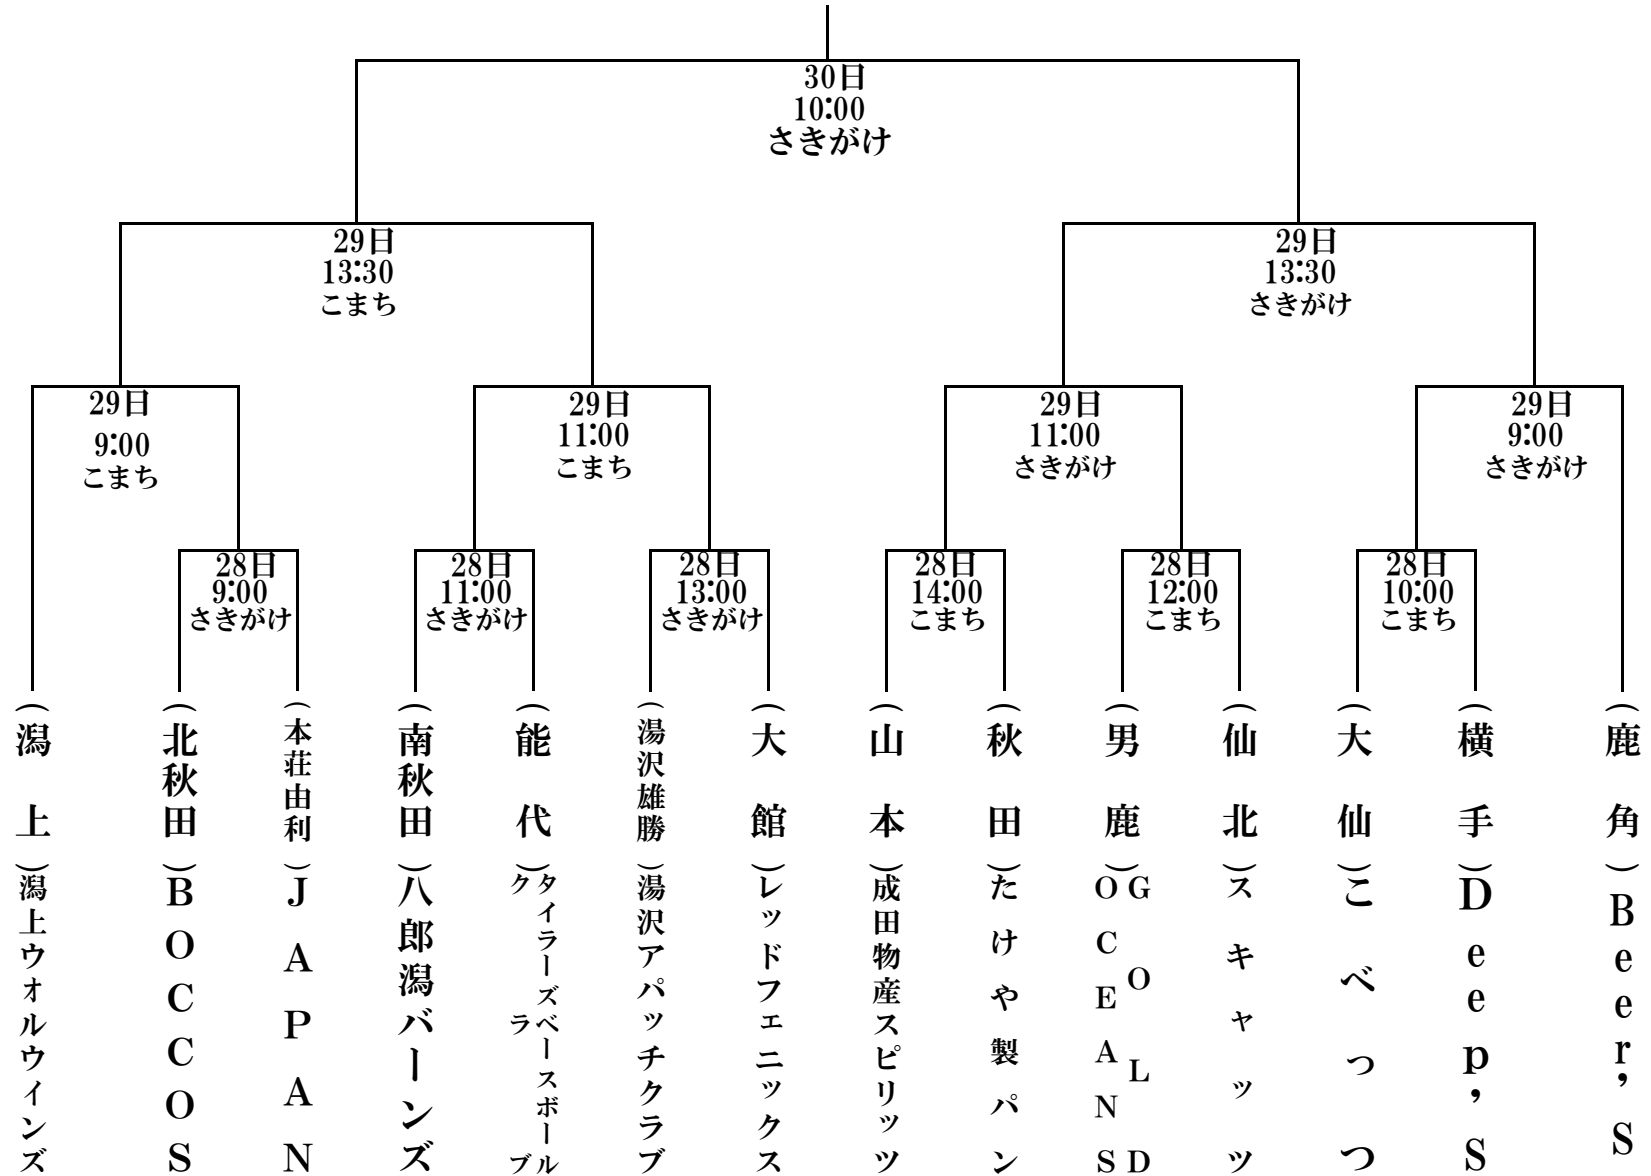 30日
10:00
さきがけ
29日
13:30
こまち
29日
13:30
さきがけ
29日
9:00
こまち
29日
11:00
こまち
29日
11:00
さきがけ
29日
9:00
さきがけ
28日
9:00
さきがけ
28日
11:00
さきがけ
28日
13:00
さきがけ
28日
14:00
こまち
28日
12:00
こまち
28日
10:00
こまち
(潟上)潟上ウォルウィンズ
(北秋田)BOCCOS
(本荘由利)JAPAN
(南秋田)八郎潟バーンズ
(能代)タイラーズベースボール
クラブ
(湯沢雄勝)湯沢アパッチクラブ
(大館)レッドフェニックス
(山本)成田物産スピリッツ
(秋田)たけや製パン
(男鹿)GOLD
OCEANS
(仙北)スキャッツ
(大仙)こべっつ
(横手)Deep’S
(鹿角)Beer’S